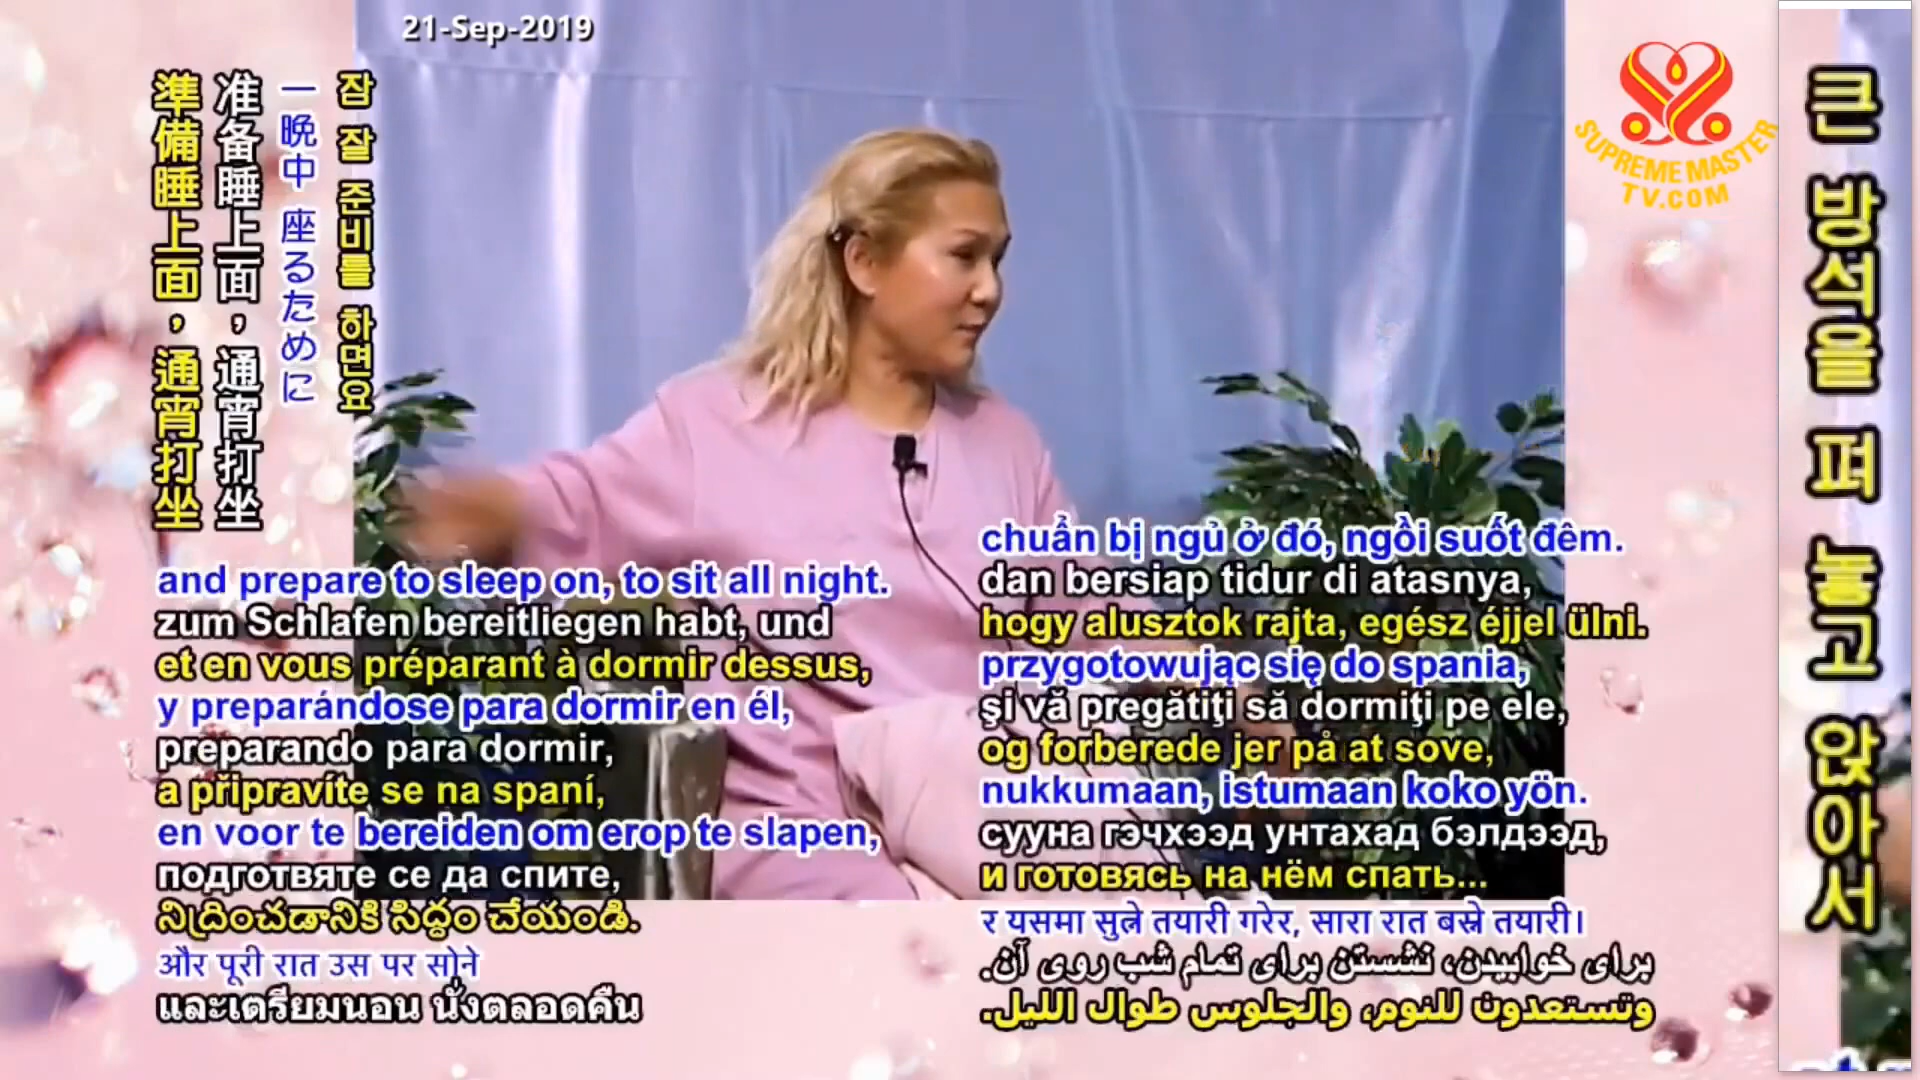 21-Sep-2019
SUPREME MASTER
TV.COM
準備睡上面，通宵打坐
准备睡上面，通宵打坐
一晩中 座るために
잠 잘 준비를 하면요
and prepare to sleep on, to sit all night.
zum Schlafen bereitliegen habt, und
et en vous préparant à dormir dessus,
y preparándose para dormir en él,
preparando para dormir,
a připravíte se na spaní,
en voor te bereiden om erop te slapen,
подготвяте се да спите,
నిద్రించడానికి సిద్ధం చేయండి.
और पूरी रात उस पर सोने
และเตรียมนอน นั่งตลอดคืน
chuẩn bị ngủ ở đó, ngồi suốt đêm.
dan bersiap tidur di atasnya,
hogy alusztok rajta, egész éjjel ülni.
przygotowując się do spania,
şi vă pregătiţi să dormiţi pe ele,
og forberede jer på at sove,
nukkumaan, istumaan koko yön.
сууна гэчхээд унтахад бэлдээд,
и готовясь на нём спать...
र यसमा सुत्ने तयारी गरेर, सारा रात बस्ने तयारी।
برای خوابیدن، نشستن برای تمام شب روی آن.
وتستعدون للنوم، والجلوس طوال الليل.
큰 방석을 펴 놓고 앉아서